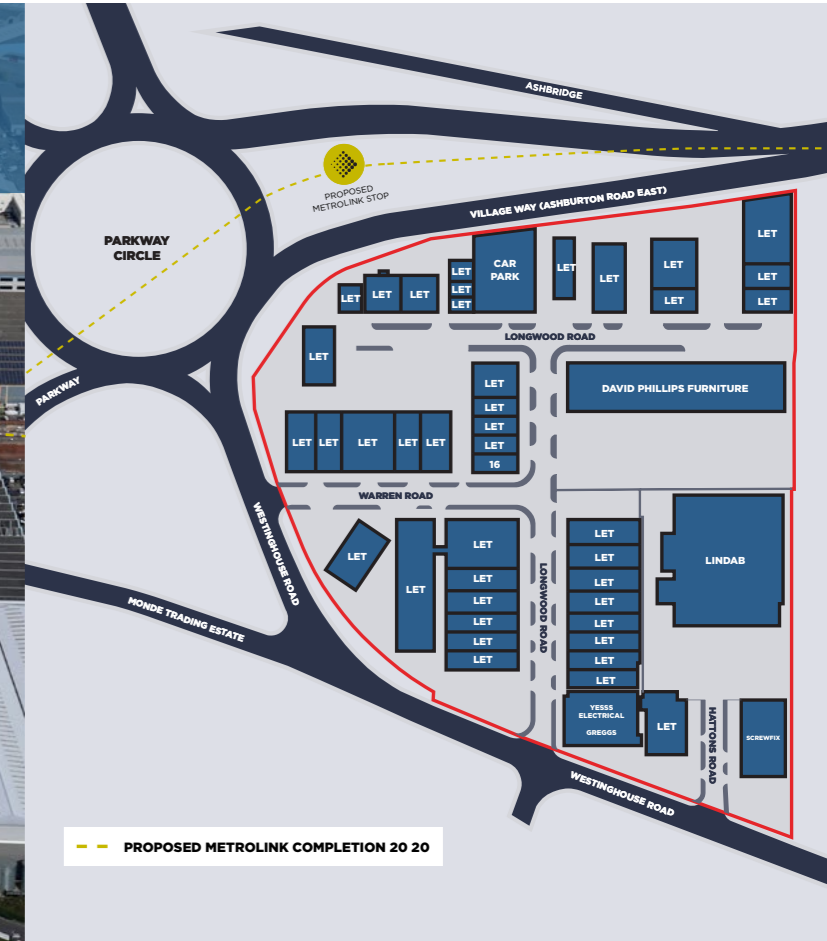 ASHBRIDGE
PROPOSED
METROLINK STOP
VILLAGE WAY (ASHBURTON ROAD EAST)
PARKWAY
CIRCLE
LET
LET
LET
CAR
PARK
LET
LET
LET
LET
LET
LET
LET
LET
LET
LET
LET
LET
LONGWOOD ROAD
LET
PARKWAY
LET
LET
LET
LET
16
DAVID PHILLIPS FURNITURE
LET
LET
LET
LET
LET
WARREN ROAD
WESTINGHOUSE ROAD
LET
LET
LET
LET
LET
LET
LET
LET
LONGWOOD ROAD
LET
LET
LET
LET
LET
LET
LET
LET
LINDAB
MONDE TRADING ESTATE
YESSS
ELECTRICAL
GREGGS
LET
HATTONS ROAD
SCREWFIX
WESTINGHOUSE ROAD
PROPOSED METROLINK COMPLETION 20 20